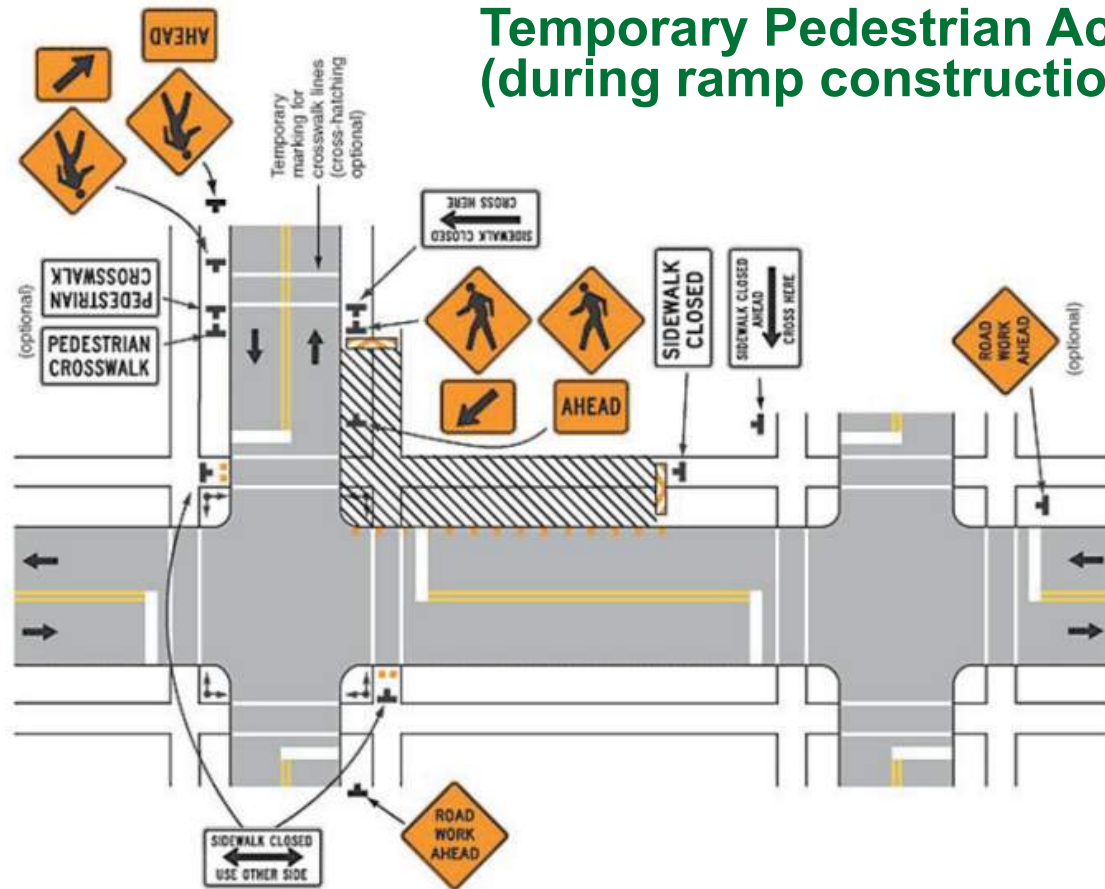 Temporary Pedestrian Ac
(during ramp constructio
AHEAD
Temporary
marking for
crosswalk lines
(cross-hatching
optional)
SIDEWALK CLOSED
CROSS HERE
PEDESTRIAN
CROSSWALK
(optional)
PEDESTRIAN
CROSSWALK
AHEAD
SIDEWALK
CLOSED
SIDEWALK CLOSED
AHEAD
CROSS HERE
ROAD
WORK
AHEAD
(optional)
SIDEWALK CLOSED
USE OTHER SIDE
ROAD
WORK
AHEAD